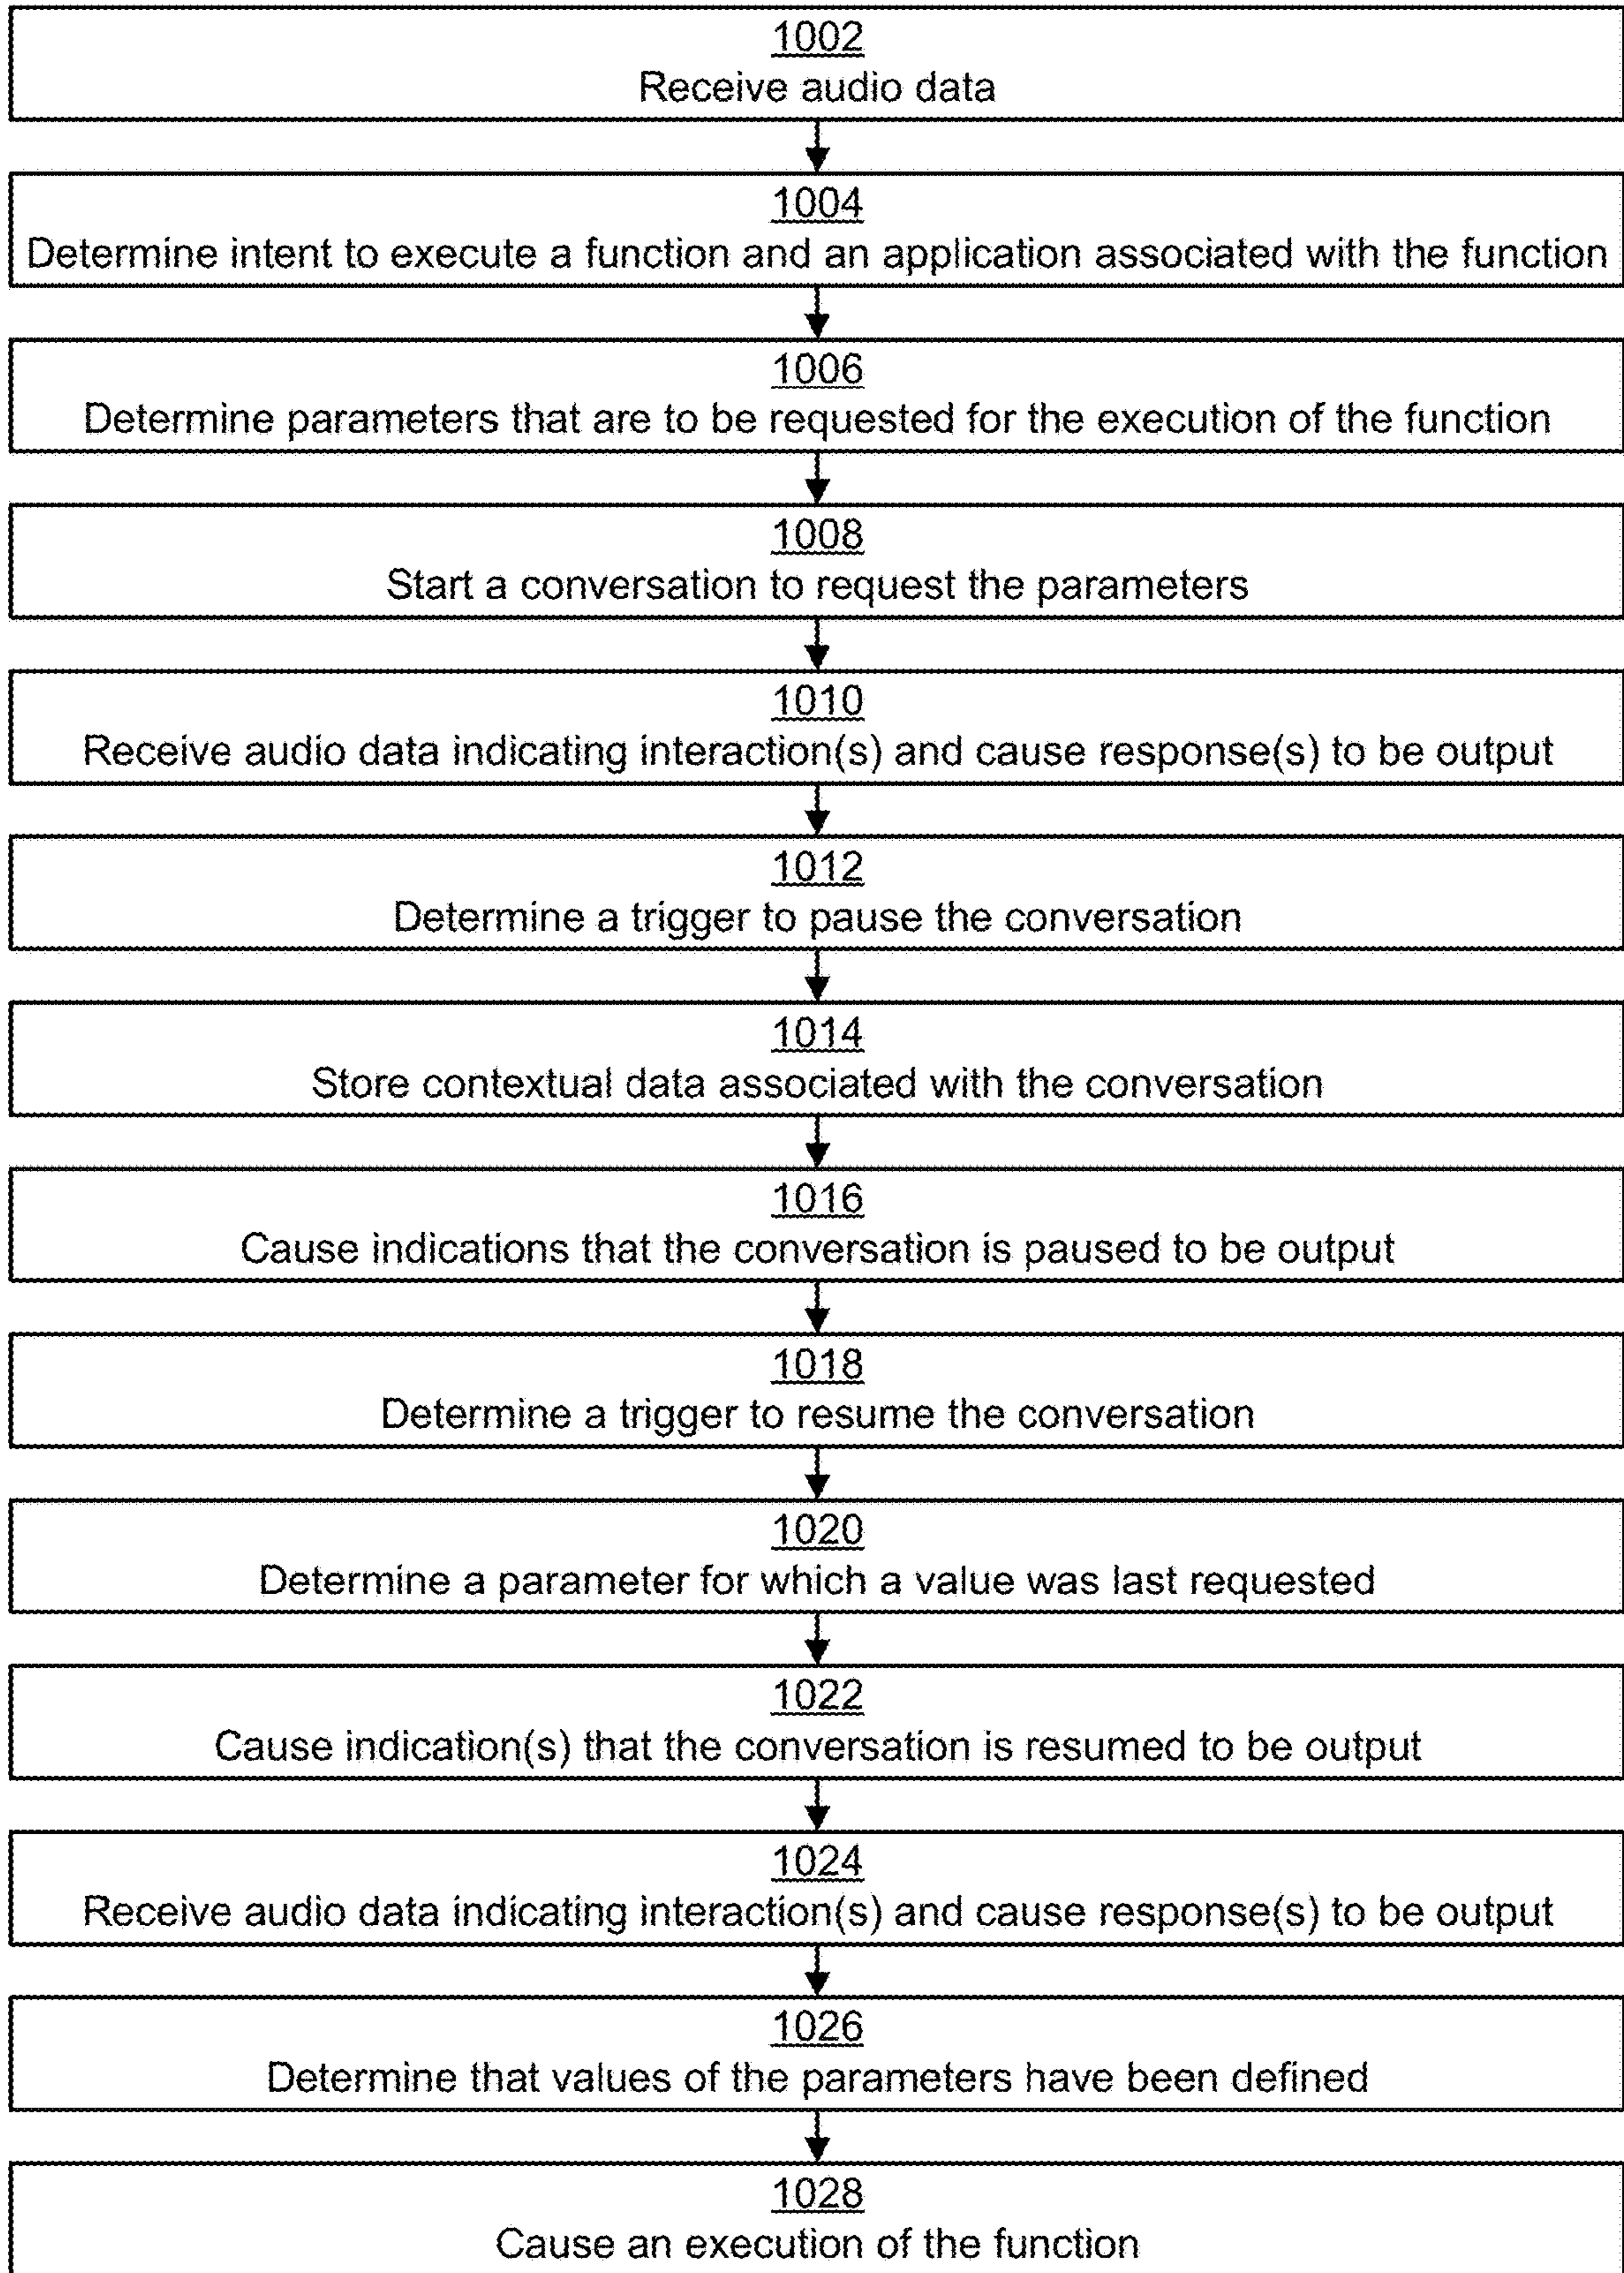 1002
Receive audio data
1004
Determine intent to execute a function and an application associated with the function
1006
Determine parameters that are to be requested for the execution of the function
1008
Start a conversation to request the parameters
1010
Receive audio data indicating interaction(s) and cause response(s) to be output
1012
Determine a trigger to pause the conversation
1014
Store contextual data associated with the conversation
1016
Cause indications that the conversation is paused to be output
1018
Determine a trigger to resume the conversation
1020
Determine a parameter for which a value was last requested
1022
Cause indication(s) that the conversation is resumed to be output
1024
Receive audio data indicating interaction(s) and cause response(s) to be output
1026
Determine that values of the parameters have been defined
1028
Cause an execution of the function